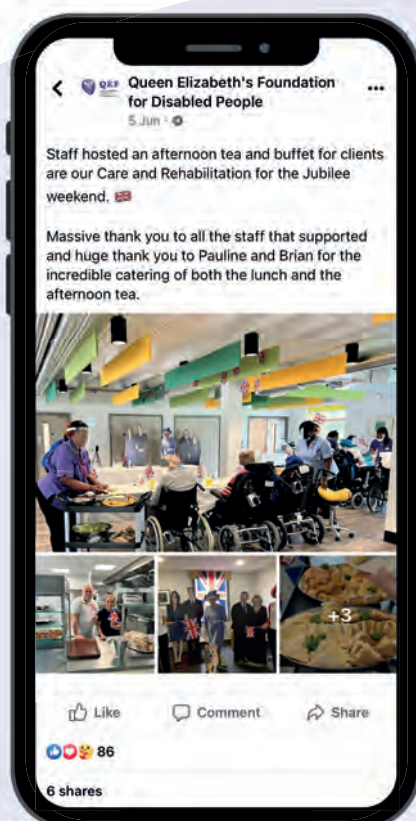 QEF
Queen Elizabeth's Foundation
for Disabled People
5 Jun ·
Staff hosted an afternoon tea and buffet for clients
are our Care and Rehabilitation for the Jubilee
weekend.
Massive thank you to all the staff that supported
and huge thank you to Pauline and Brian for the
incredible catering of both the lunch and the
afternoon tea.
+3
Like
Comment
Share
86
6 shares